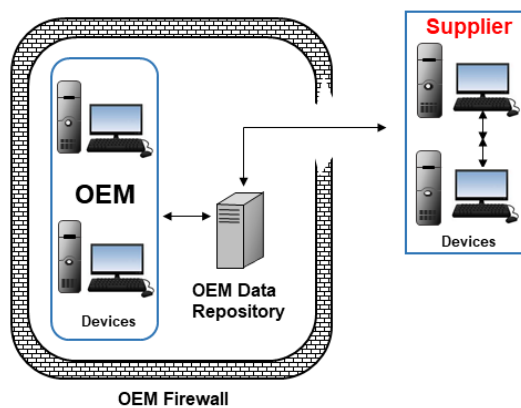 Supplier
OEM
OEM Data
Repository
Devices
Devices
OEM Firewall